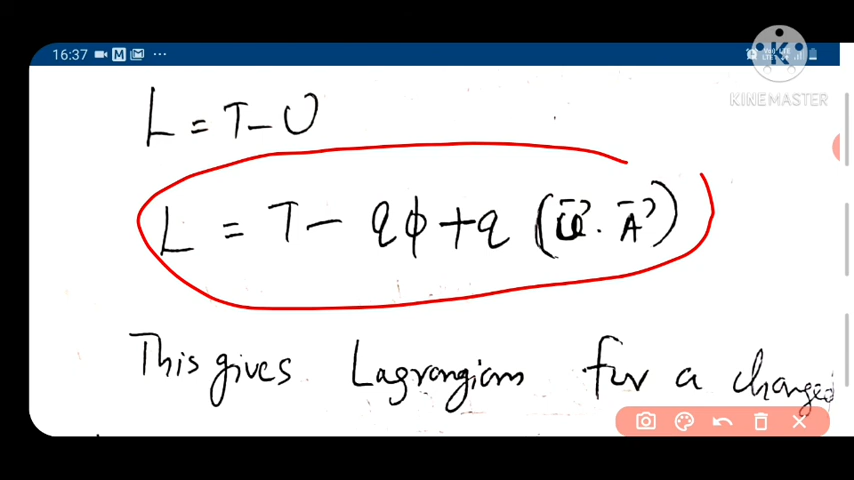 16:37 M ...
KINEMASTER
L = T - U
L = T - qϕ + q (v⃗ . A⃗)
This gives Lagrangian for a charged